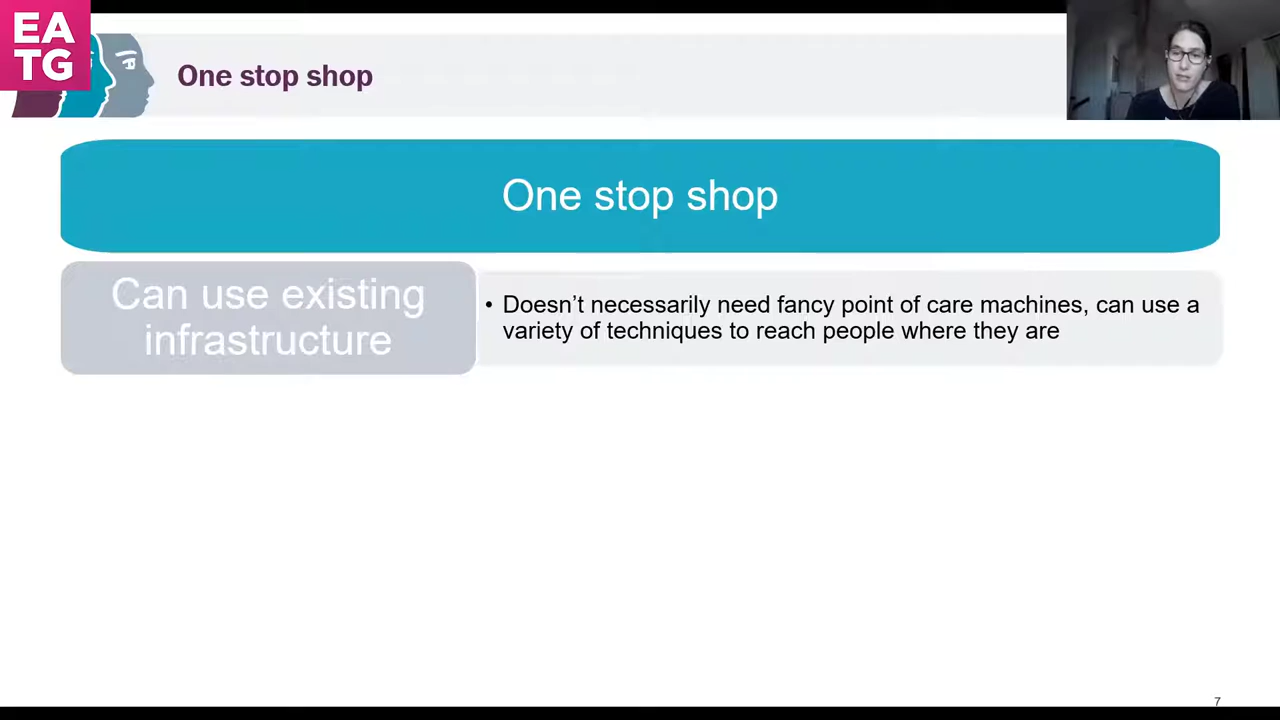 EA
TG
One stop shop
One stop shop
Can use existing
infrastructure
• Doesn’t necessarily need fancy point of care machines, can use a
variety of techniques to reach people where they are
7